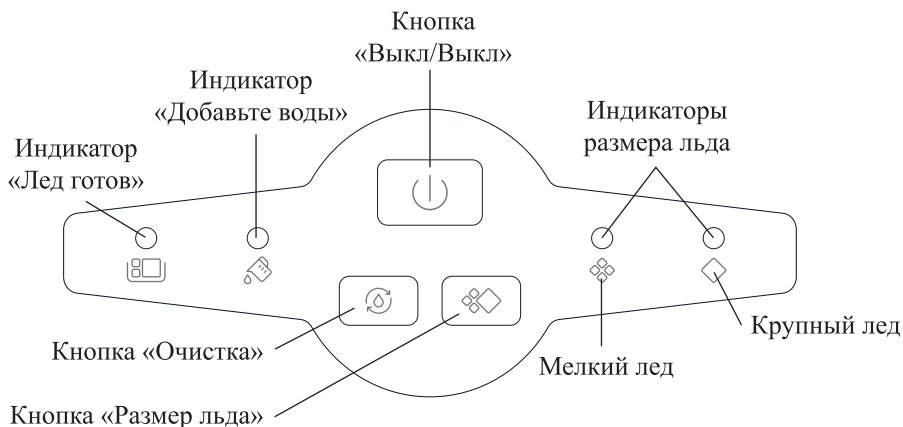 Кнопка
«Выкл/Выкл»
Индикатор
«Добавьте воды»
Индикаторы
размера льда
Индикатор
«Лед готов»
Крупный лед
Кнопка «Очистка»
Мелкий лед
Кнопка «Размер льда»